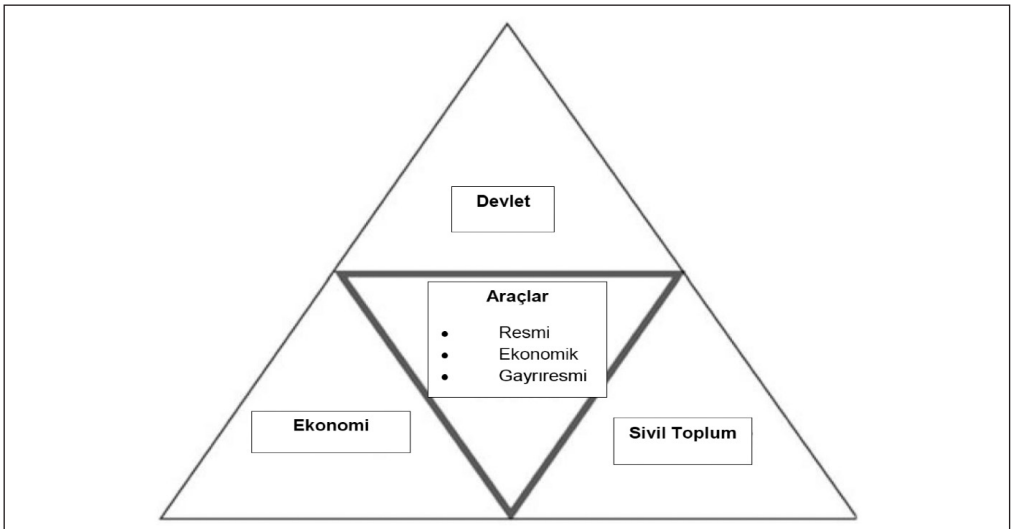 Devlet
Araçlar
• Resmi
• Ekonomik
• Gayrıresmi
Ekonomi
Sivil Toplum